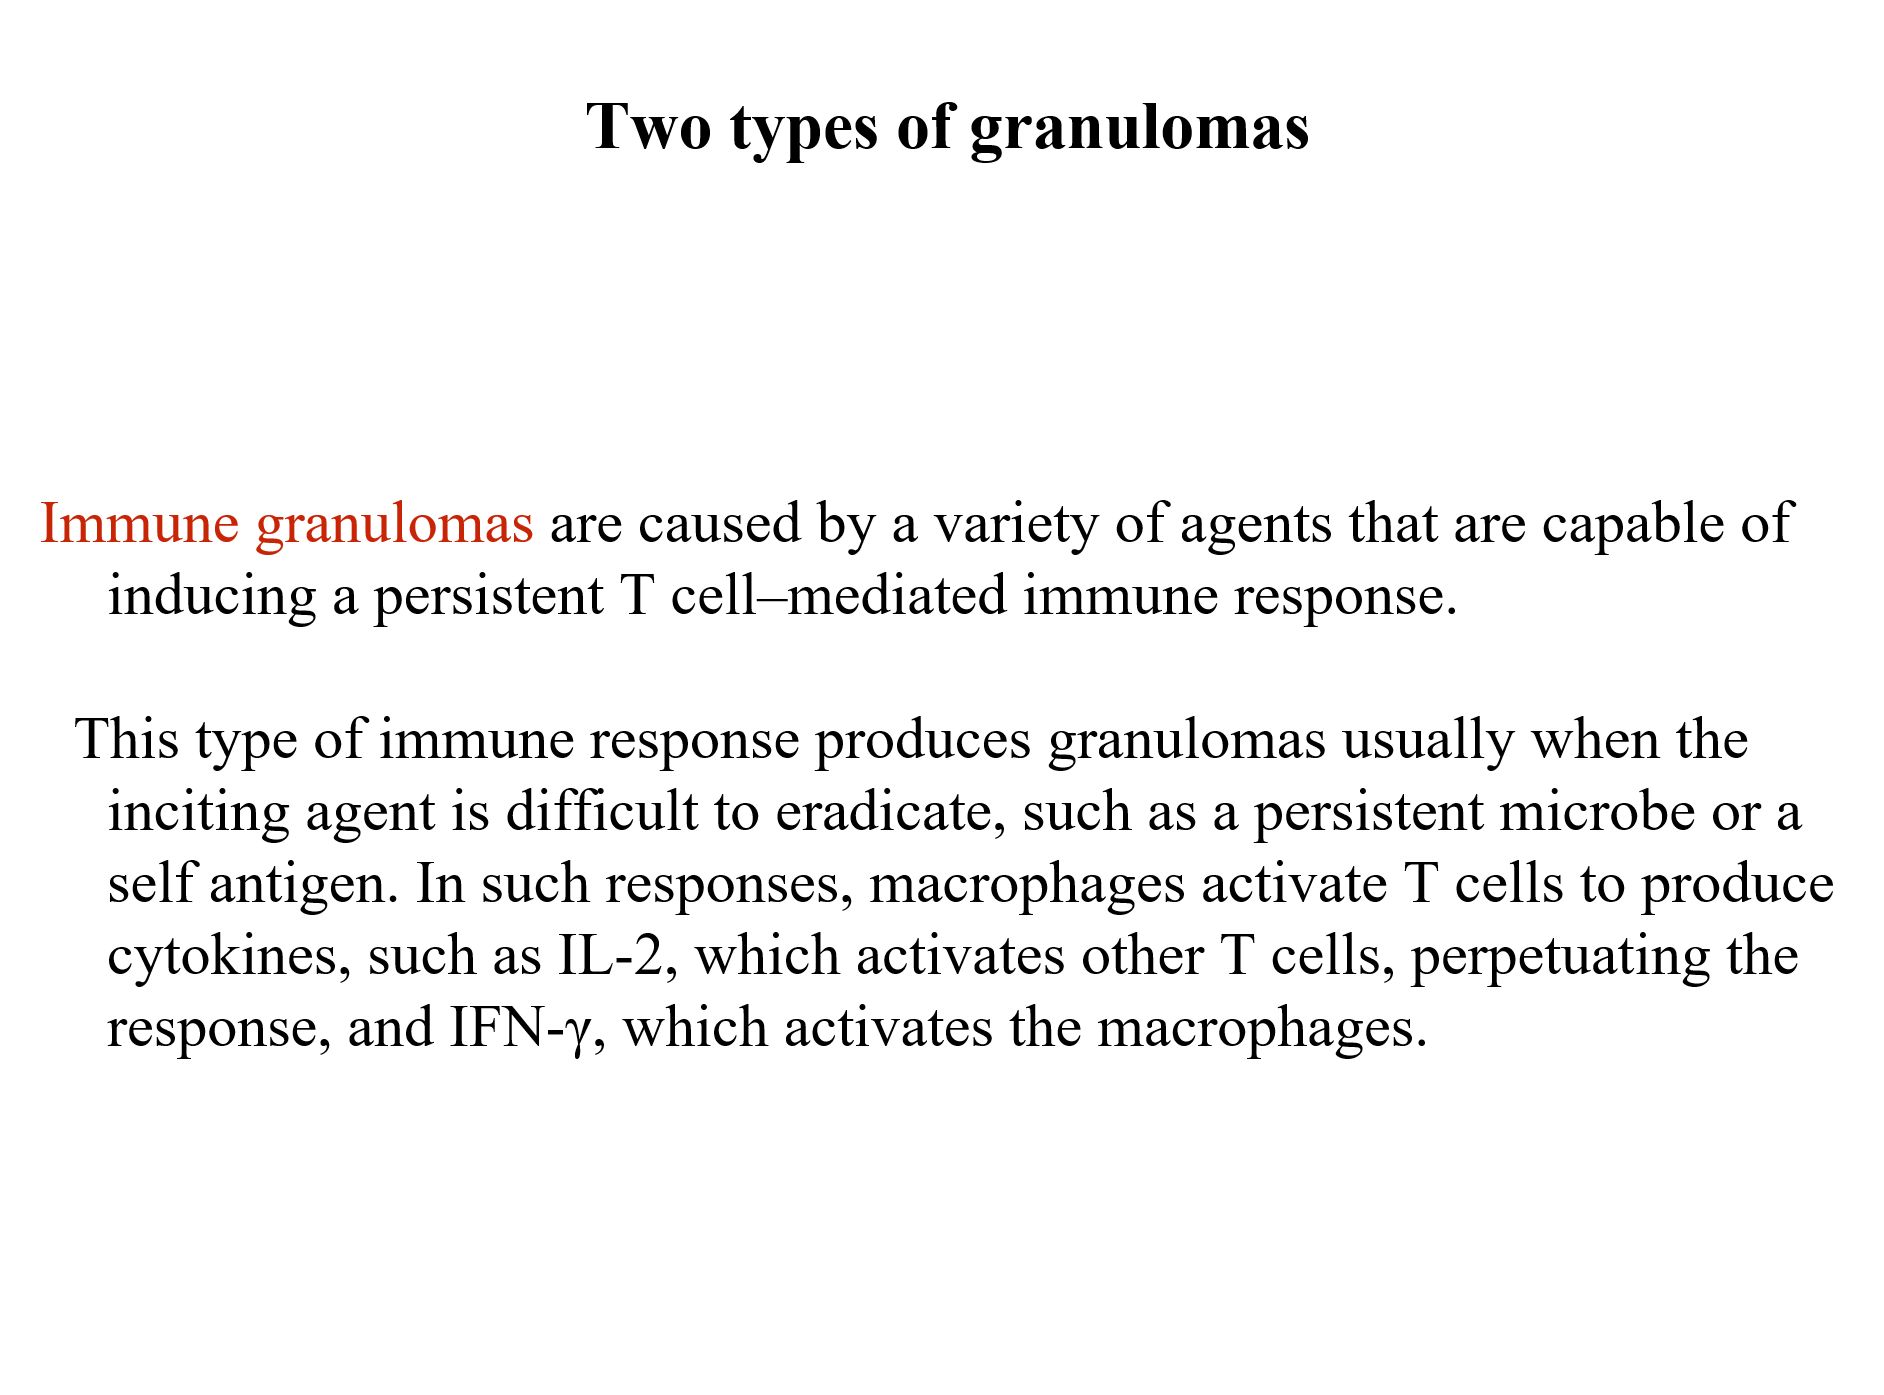 Two types of granulomas
Immune granulomas are caused by a variety of agents that are capable of
inducing a persistent T cell–mediated immune response.
This type of immune response produces granulomas usually when the
inciting agent is difficult to eradicate, such as a persistent microbe or a
self antigen. In such responses, macrophages activate T cells to produce
cytokines, such as IL-2, which activates other T cells, perpetuating the
response, and IFN-γ, which activates the macrophages.